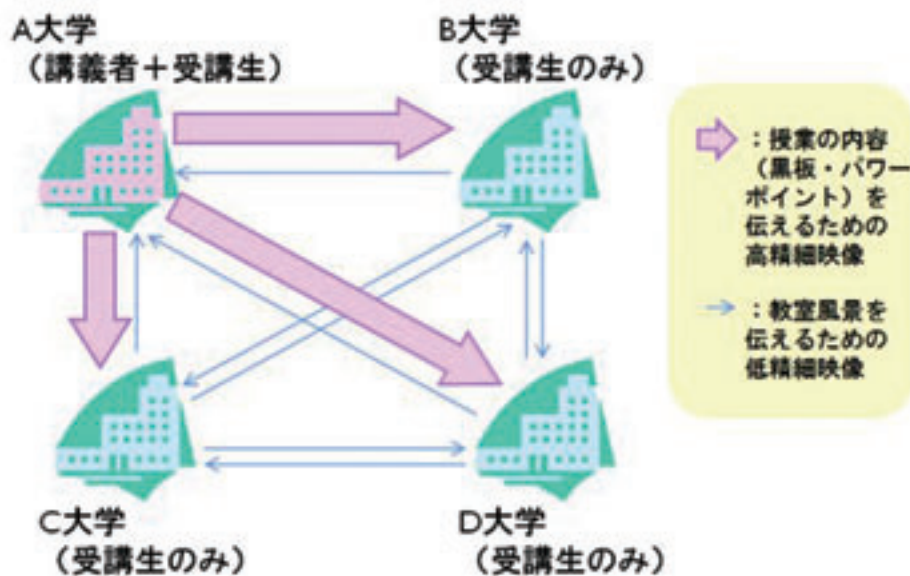 A大学
（講義者＋受講生）
B大学
（受講生のみ）
：授業の内容
（黒板・パワー
ポイント）を
伝えるための
高精細映像
：教室風景を
伝えるための
低精細映像
C大学
（受講生のみ）
D大学
（受講生のみ）